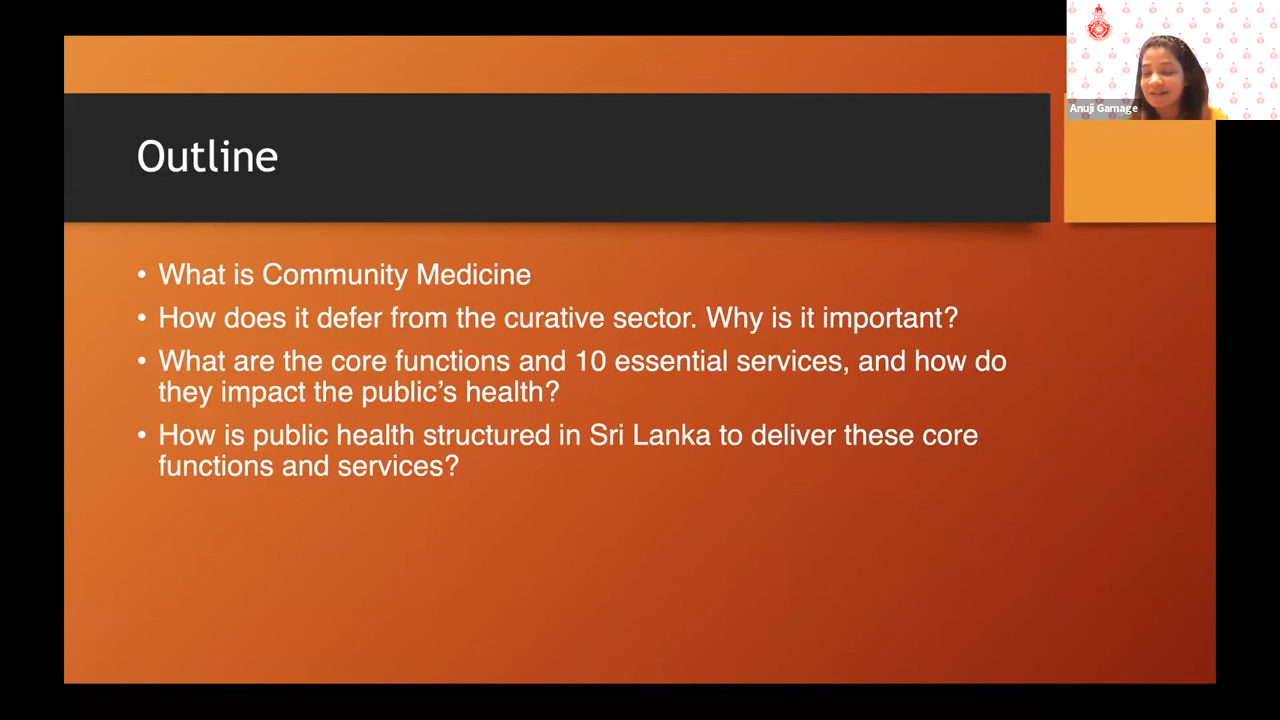 Anuji Gamage
Outline
• What is Community Medicine
• How does it defer from the curative sector. Why is it important?
• What are the core functions and 10 essential services, and how do
they impact the public’s health?
• How is public health structured in Sri Lanka to deliver these core
functions and services?